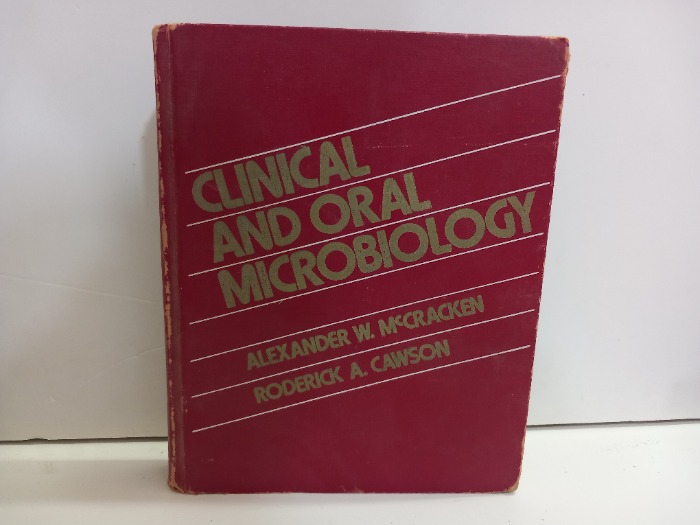 CLINICAL
AND ORAL
MICROBIOLOGY
ALEXANDER W. McCRACKEN
RODERICK A. CAWSON